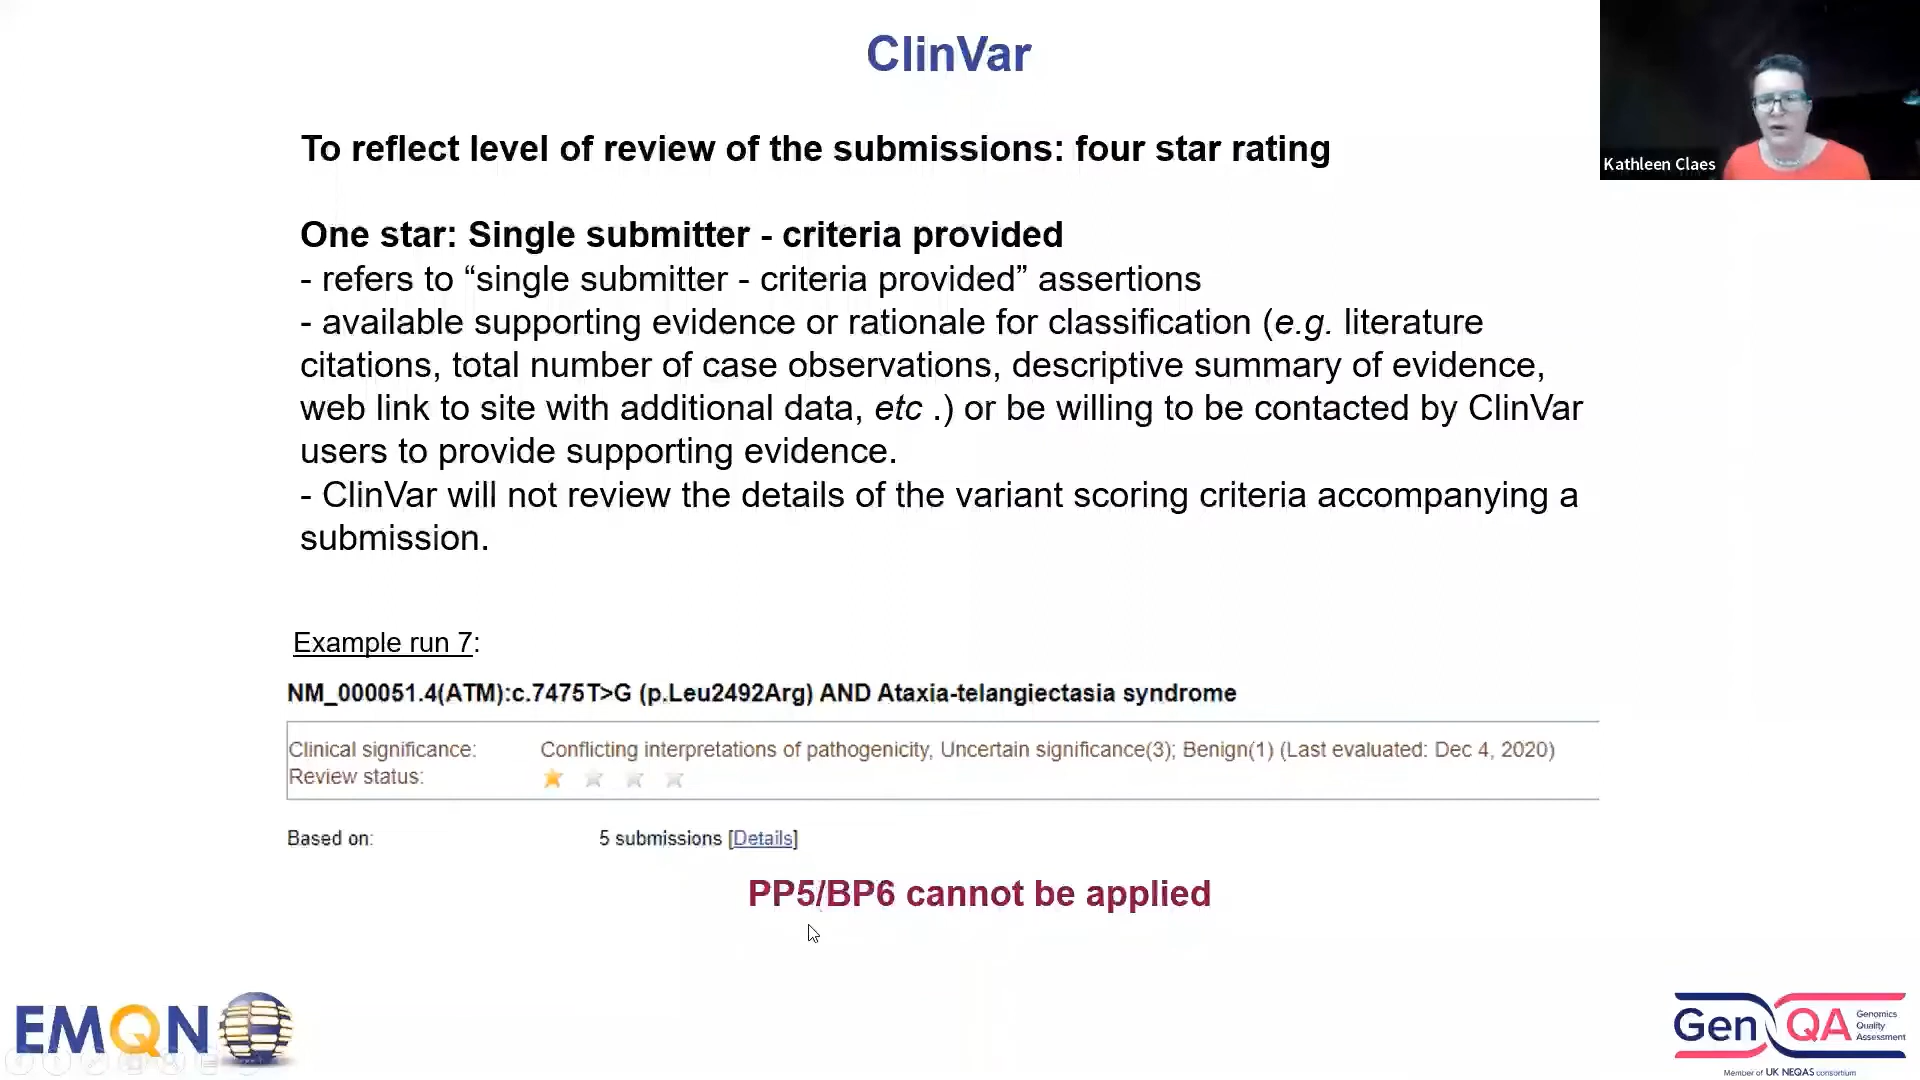 ClinVar
Kathleen Claes
To reflect level of review of the submissions: four star rating
One star: Single submitter - criteria provided
- refers to “single submitter - criteria provided” assertions
- available supporting evidence or rationale for classification (e.g. literature
citations, total number of case observations, descriptive summary of evidence,
web link to site with additional data, etc .) or be willing to be contacted by ClinVar
users to provide supporting evidence.
- ClinVar will not review the details of the variant scoring criteria accompanying a
submission.
Example run 7:
NM_000051.4(ATM):c.7475T>G (p.Leu2492Arg) AND Ataxia-telangiectasia syndrome
Clinical significance: Conflicting interpretations of pathogenicity, Uncertain significance(3); Benign(1) (Last evaluated: Dec 4, 2020)
Review status:
Based on: 5 submissions [Details]
PP5/BP6 cannot be applied
EMQN
GenQA
Genomics
Quality
Assessment
Member of UK NEQAS consortium